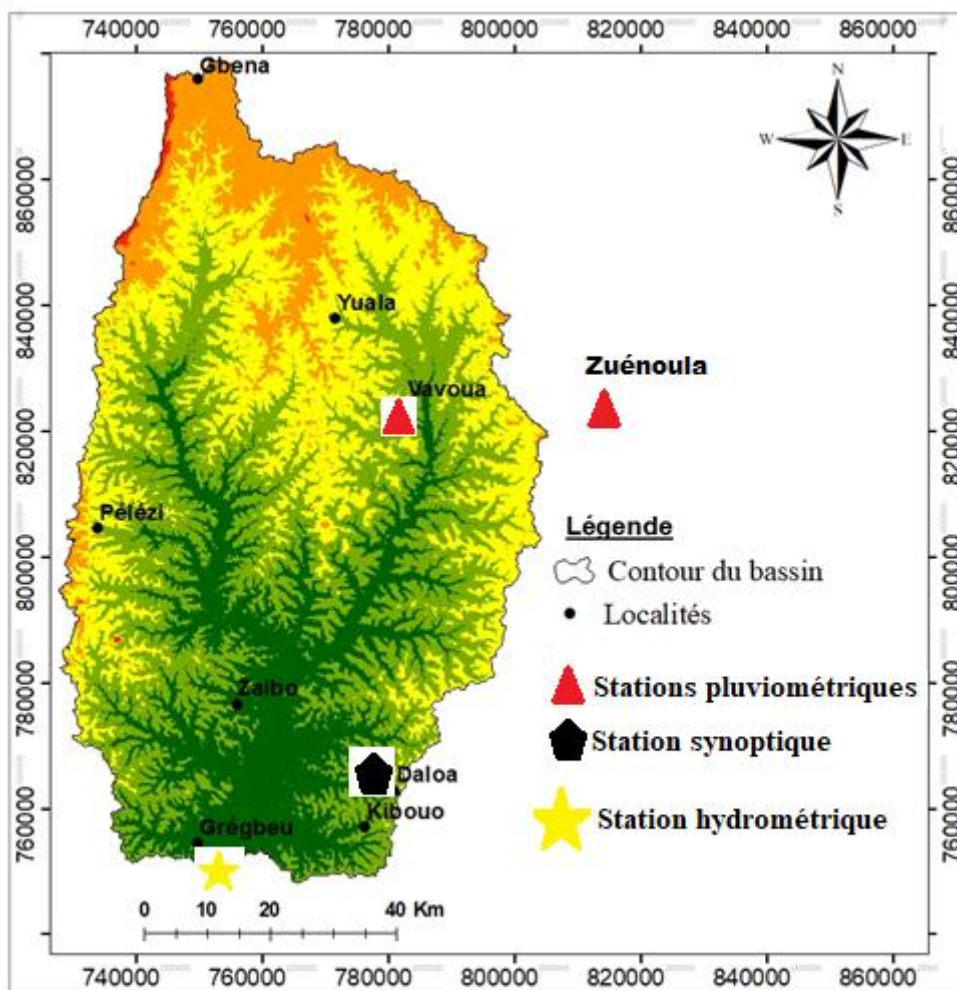 740000 760000 780000 800000 820000 840000 860000
Gbena
N
W E
S
860000 860000
Yuala
840000 840000
Zuénoula
Vavoua
820000 820000
Pélézi
Légende
Contour du bassin
800000 800000
Localités
Zaibo
780000 780000
Stations pluviométriques
Station synoptique
Daloa
Kibouo
Grégbeu
760000 760000
Station hydrométrique
0 10 20 40 Km
740000 760000 780000 800000 820000 840000 860000